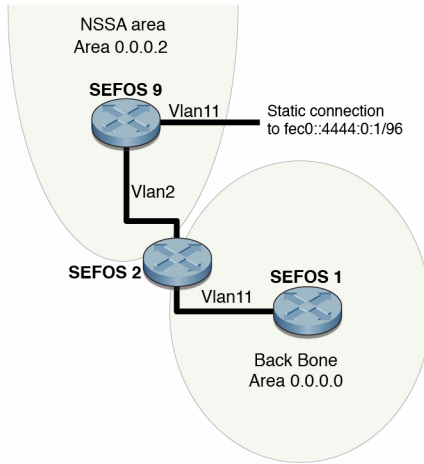 NSSA area
Area 0.0.0.2
SEFOS 9
Vlan11
Static connection
to fec0::4444:0:1/96
Vlan2
SEFOS 2
SEFOS 1
Vlan11
Back Bone
Area 0.0.0.0